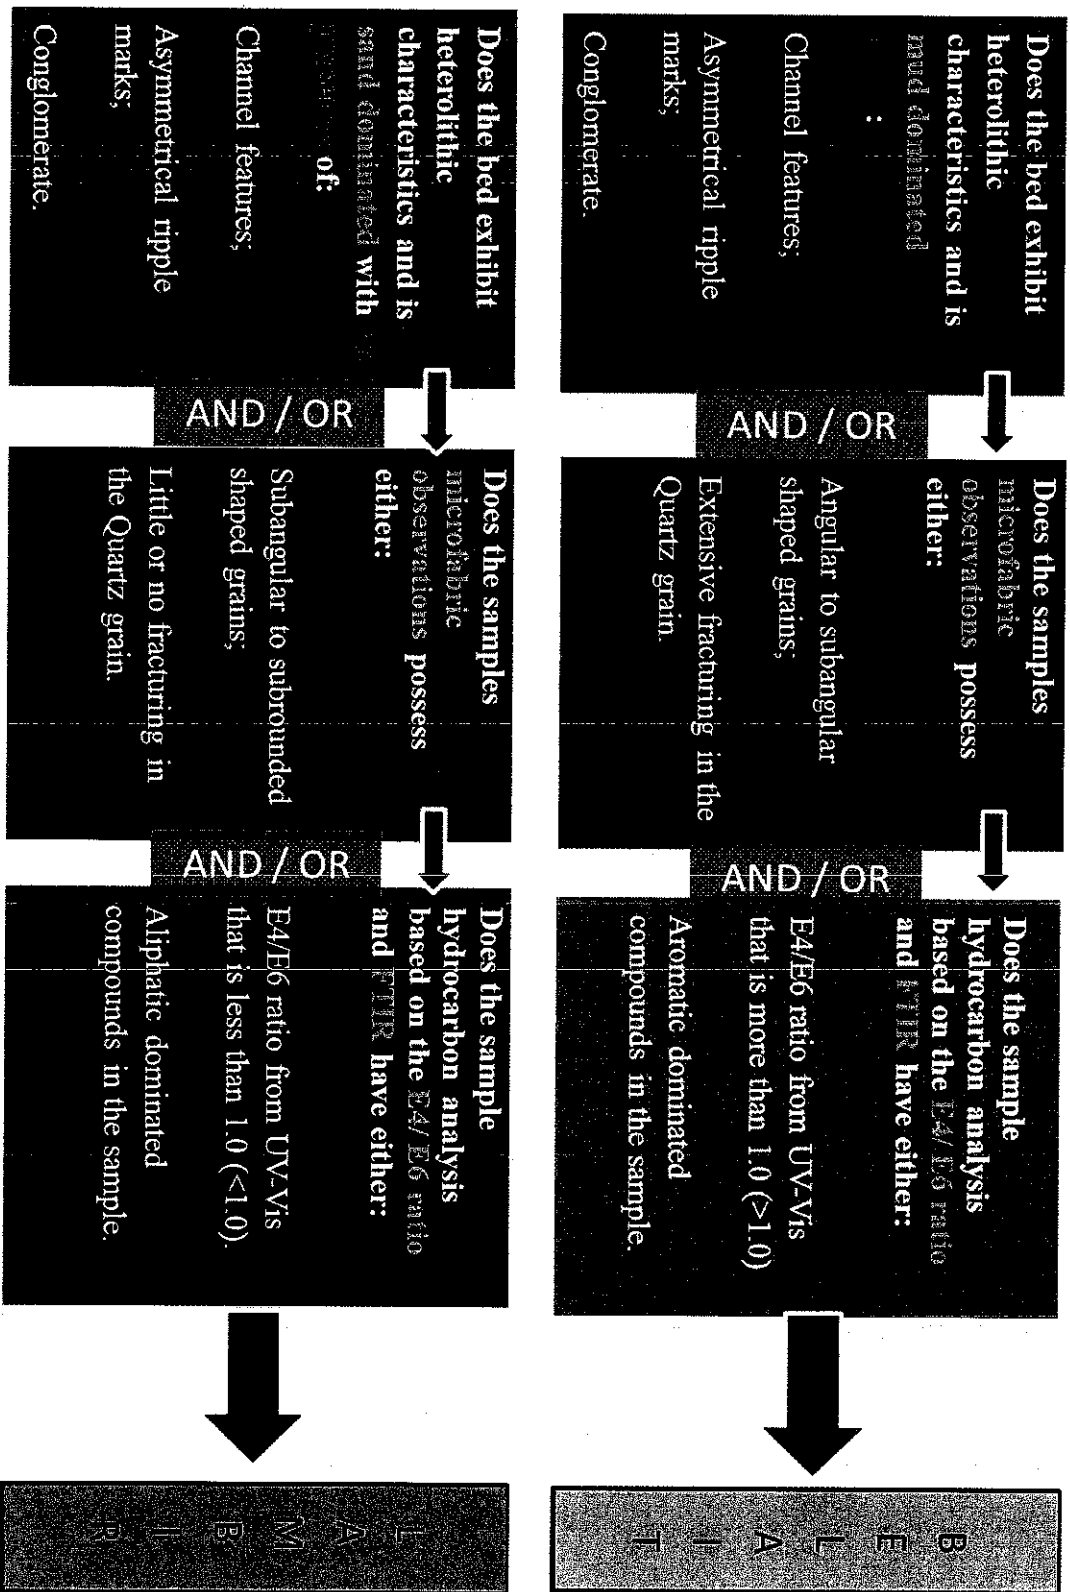 Does the bed exhibit
heterolithic
characteristics and is
mud dominated
:
Channel features;
Asymmetrical ripple
marks;
Conglomerate.
AND / OR
Does the samples
microfabric
observations possess
either:
Angular to subangular
shaped grains;
Extensive fracturing in the
Quartz grain.
AND / OR
Does the sample
hydrocarbon analysis
based on the E4/ E6 ratio
and FTIR have either:
E4/E6 ratio from UV-Vis
that is more than 1.0 (>1.0)
Aromatic dominated
compounds in the sample.
B
E
L
A
I
T
Does the bed exhibit
heterolithic
characteristics and is
sand dominated with
of:
Channel features;
Asymmetrical ripple
marks;
Conglomerate.
AND / OR
Does the samples
microfabric
observations possess
either:
Subangular to subrounded
shaped grains;
Little or no fracturing in
the Quartz grain.
AND / OR
Does the sample
hydrocarbon analysis
based on the E4/ E6 ratio
and FTIR have either:
E4/E6 ratio from UV-Vis
that is less than 1.0 (<1.0).
Aliphatic dominated
compounds in the sample.
L
A
M
B
I
R